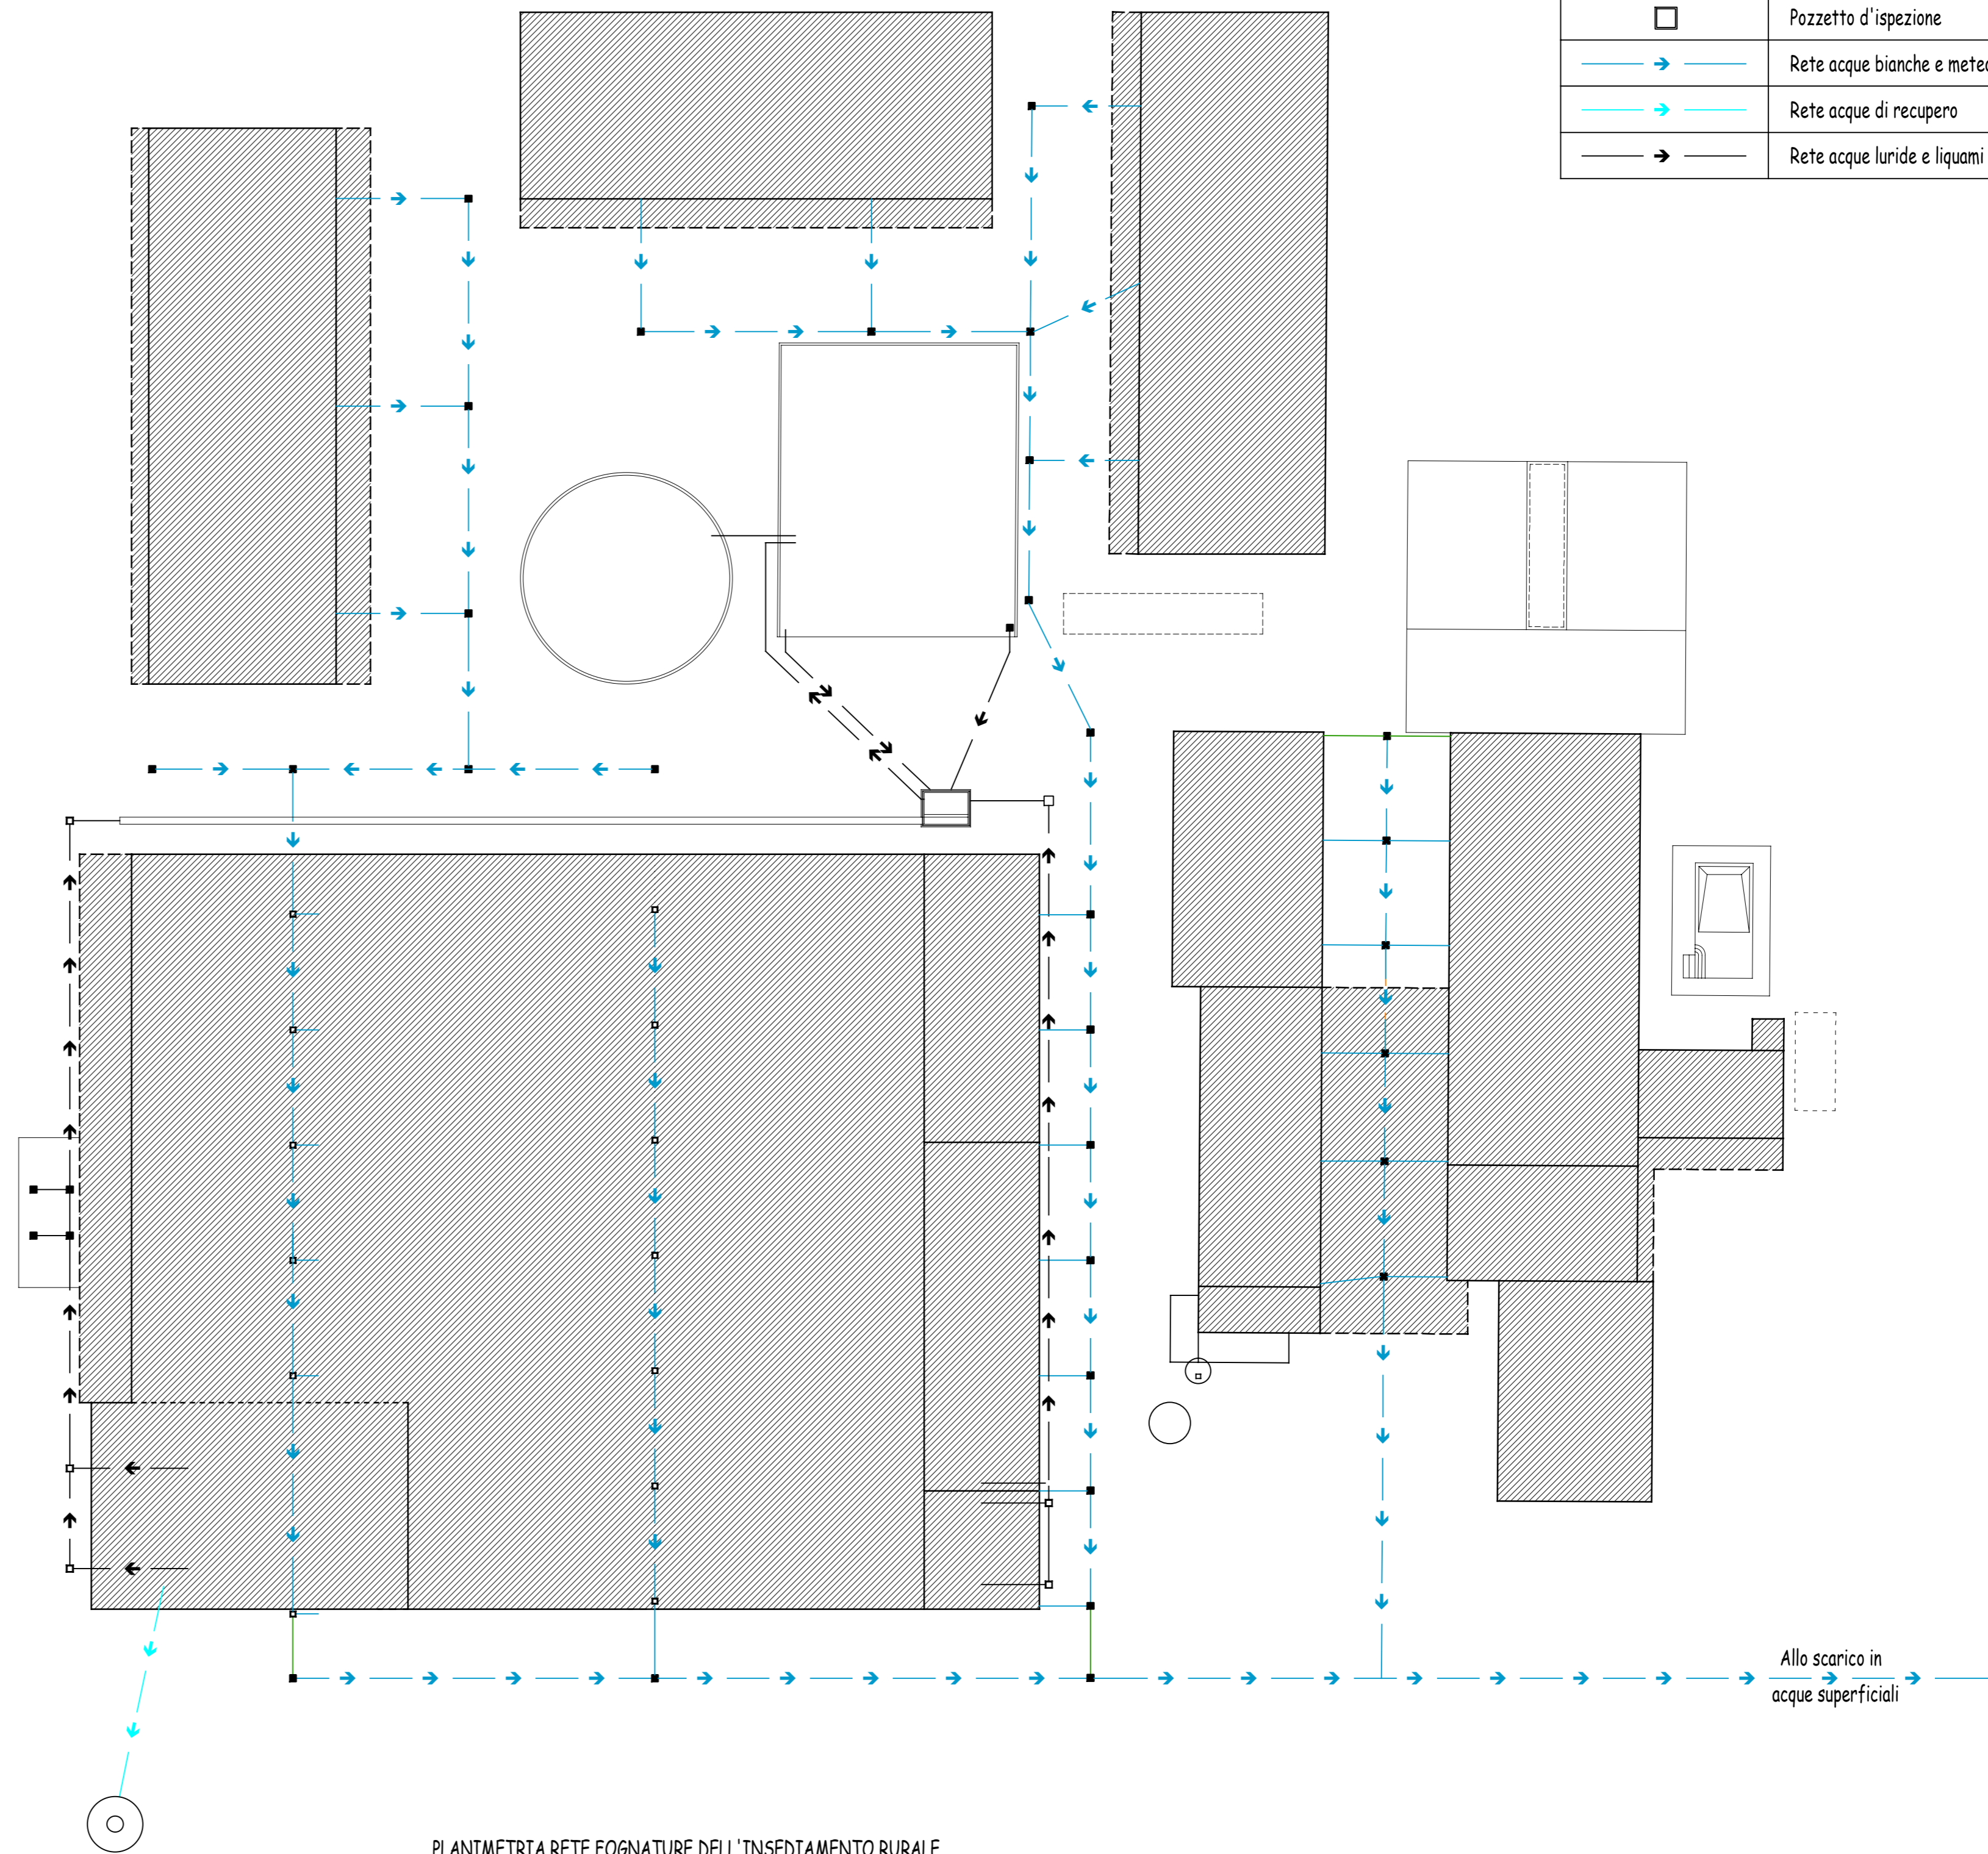 Pozzetto d'ispezione
Rete acque bianche e
Rete acque di recupero
Rete acque luride e liquami
Allo scarico in
acque superficiali
PLANIMETRIA RETE FOGNATURE DELL'INSEDIAMENTO RURALE